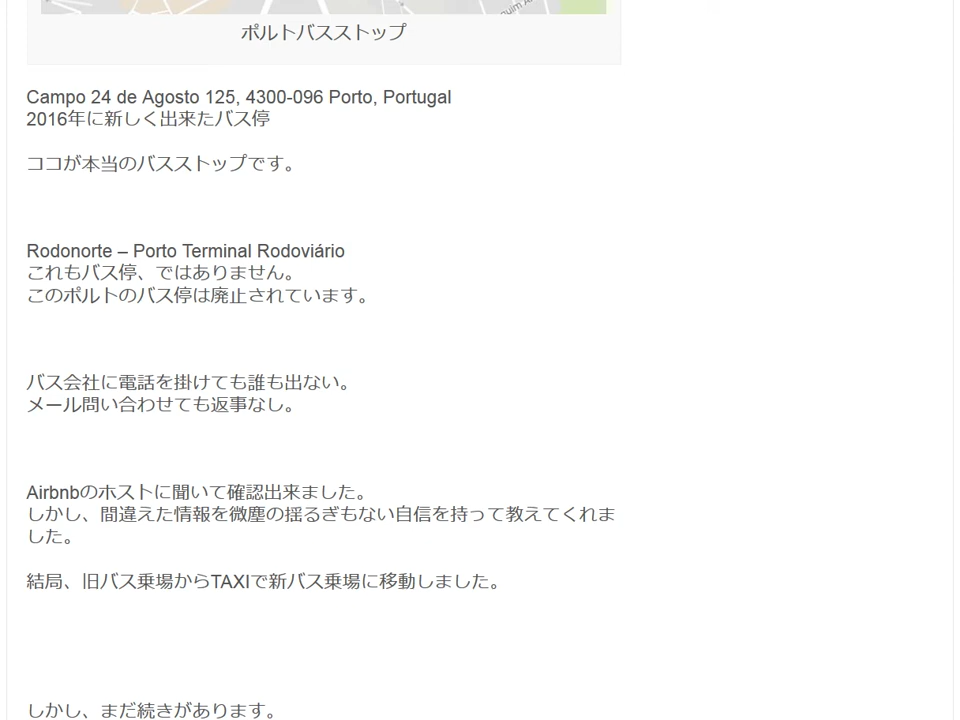 ポルトバスストップ
Campo 24 de Agosto 125, 4300-096 Porto, Portugal
2016年に新しく出来たバス停
ココが本当のバスストップです。
Rodonorte – Porto Terminal Rodoviário
これもバス停、ではありません。
このポルトのバス停は廃止されています。
バス会社に電話を掛けても誰も出ない。
メール問い合わせても返事なし。
Airbnbのホストに聞いて確認出来ました。
しかし、間違えた情報を微塵の揺るぎもない自信を持って教えてくれま
した。
結局、旧バス乗場からTAXIで新バス乗場に移動しました。
しかし、まだ続きがあります。